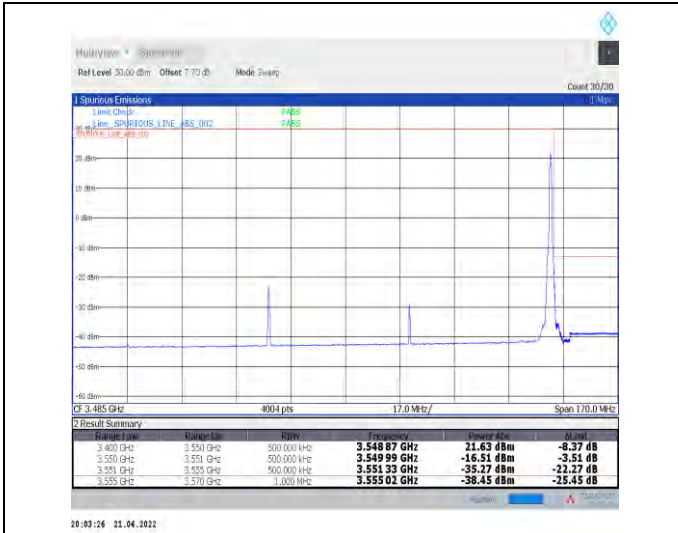 MultiView Spectrum
Ref Level 30.00 dBm Offset 7.70 dB Mode Sweep
Count 30/30
1 Spurious Emissions
Limit Check PASS
Line_SPURIOUS_LINE_ABS_002 PASS
20 dBm
10 dBm
0 dBm
-10 dBm
-20 dBm
-30 dBm
-40 dBm
-50 dBm
-60 dBm
CF 3.485 GHz 4004 pts 17.0 MHz/ Span 170.0 MHz
2 Result Summary
Range Low Range Up RBW Frequency Power Abs ΔLimit
3.400 GHz 3.550 GHz 500.000 kHz 3.548 87 GHz 21.63 dBm -8.37 dB
3.550 GHz 3.551 GHz 500.000 kHz 3.549 99 GHz -16.51 dBm -3.51 dB
3.551 GHz 3.555 GHz 500.000 kHz 3.551 33 GHz -35.27 dBm -22.27 dB
3.555 GHz 3.570 GHz 1.000 MHz 3.555 02 GHz -38.45 dBm -25.45 dB
20:03:26 21.04.2022